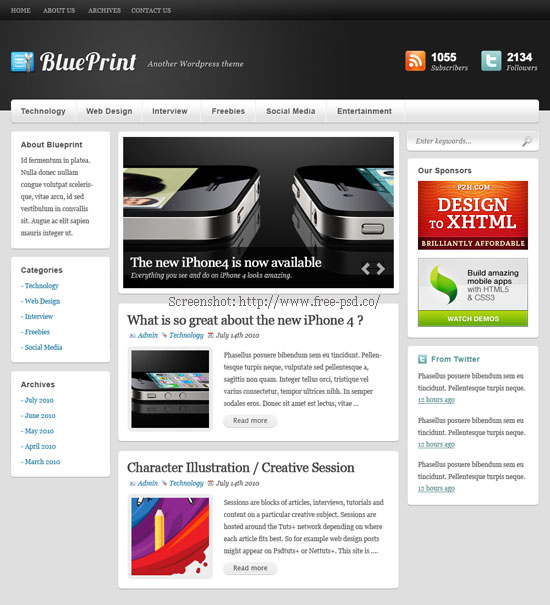 HOME ABOUT US ARCHIVES CONTACT US
BluePrint
Another Wordpress theme
1055
Subscribers
2134
Followers
Technology Web Design Interview Freebies Social Media Entertainment
About Blueprint
Id fermentum in platea.
Nulla donec nullam
congue volutpat sceleris-
que, vitae arcu, id sed
vestibulum in convallis
sit. Augue ac elit sapien
mauris integer ut.
Categories
- Technology
- Web Design
- Interview
- Freebies
- Social Media
Archives
- July 2010
- June 2010
- May 2010
- April 2010
- March 2010
The new iPhone4 is now available
Everything you see and do on iPhone 4 looks amazing.
Screenshot: http://www.free-psd.co/
What is so great about the new iPhone 4 ?
Admin Technology July 14th 2010
Phasellus posuere bibendum sem eu tincidunt. Pellen-
tesque turpis neque, vulputate sed pellentesque a,
sagittis non quam. Integer tellus orci, tristique vel
varius consectetur, tempor ultrices nibh. In semper
sodales eros. Donec sit amet est lectus, vitae ...
Read more
Character Illustration / Creative Session
Admin Technology July 14th 2010
Sessions are blocks of articles, interviews, tutorials and
content on a particular creative subject. Sessions are
hosted around the Tuts+ network depending on where
each article fits best. So for example web design posts
might appear on Psdtuts+ or Nettuts+. This site is ....
Read more
Enter keywords...
Our Sponsors
P2H.COM
DESIGN
TO XHTML
BRILLIANTLY AFFORDABLE
Build amazing
mobile apps
with HTML5
& CSS3
WATCH DEMOS
From Twitter
Phasellus posuere bibendum sem eu
tincidunt. Pellentesque turpis neque.
12 hours ago
Phasellus posuere bibendum sem eu
tincidunt. Pellentesque turpis neque.
12 hours ago
Phasellus posuere bibendum sem eu
tincidunt. Pellentesque turpis neque.
12 hours ago